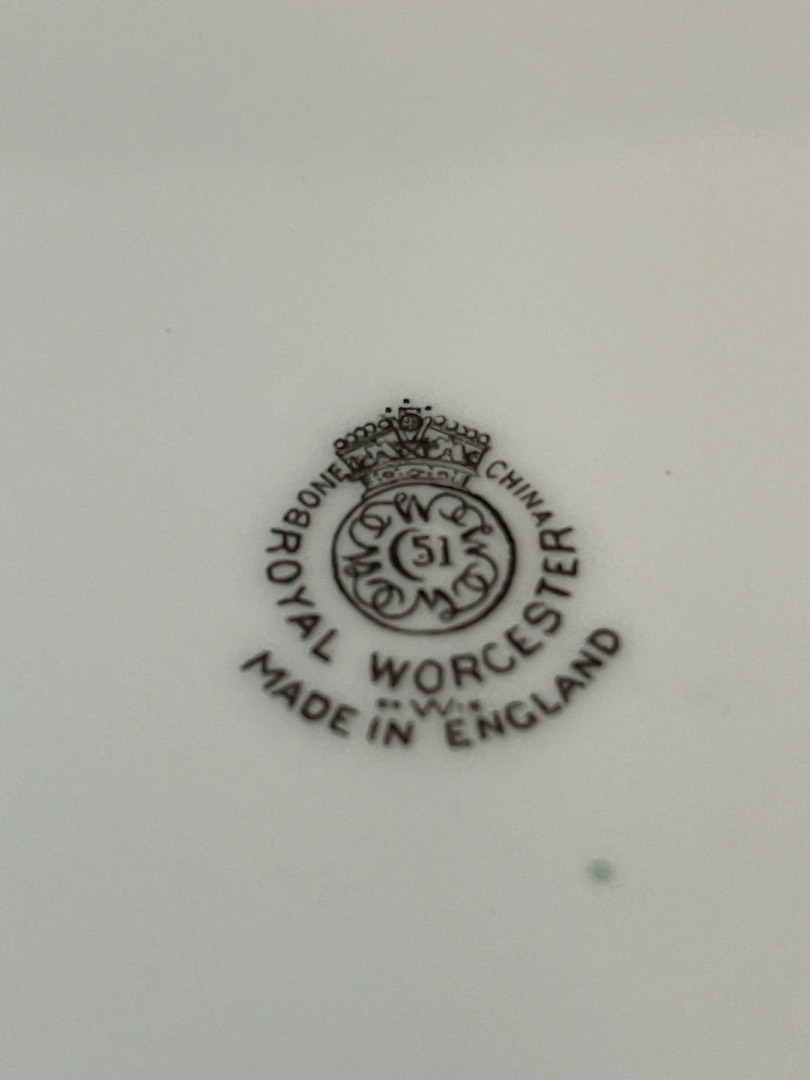 BONE CHINA
51
ROYAL WORCESTER
W
MADE IN ENGLAND